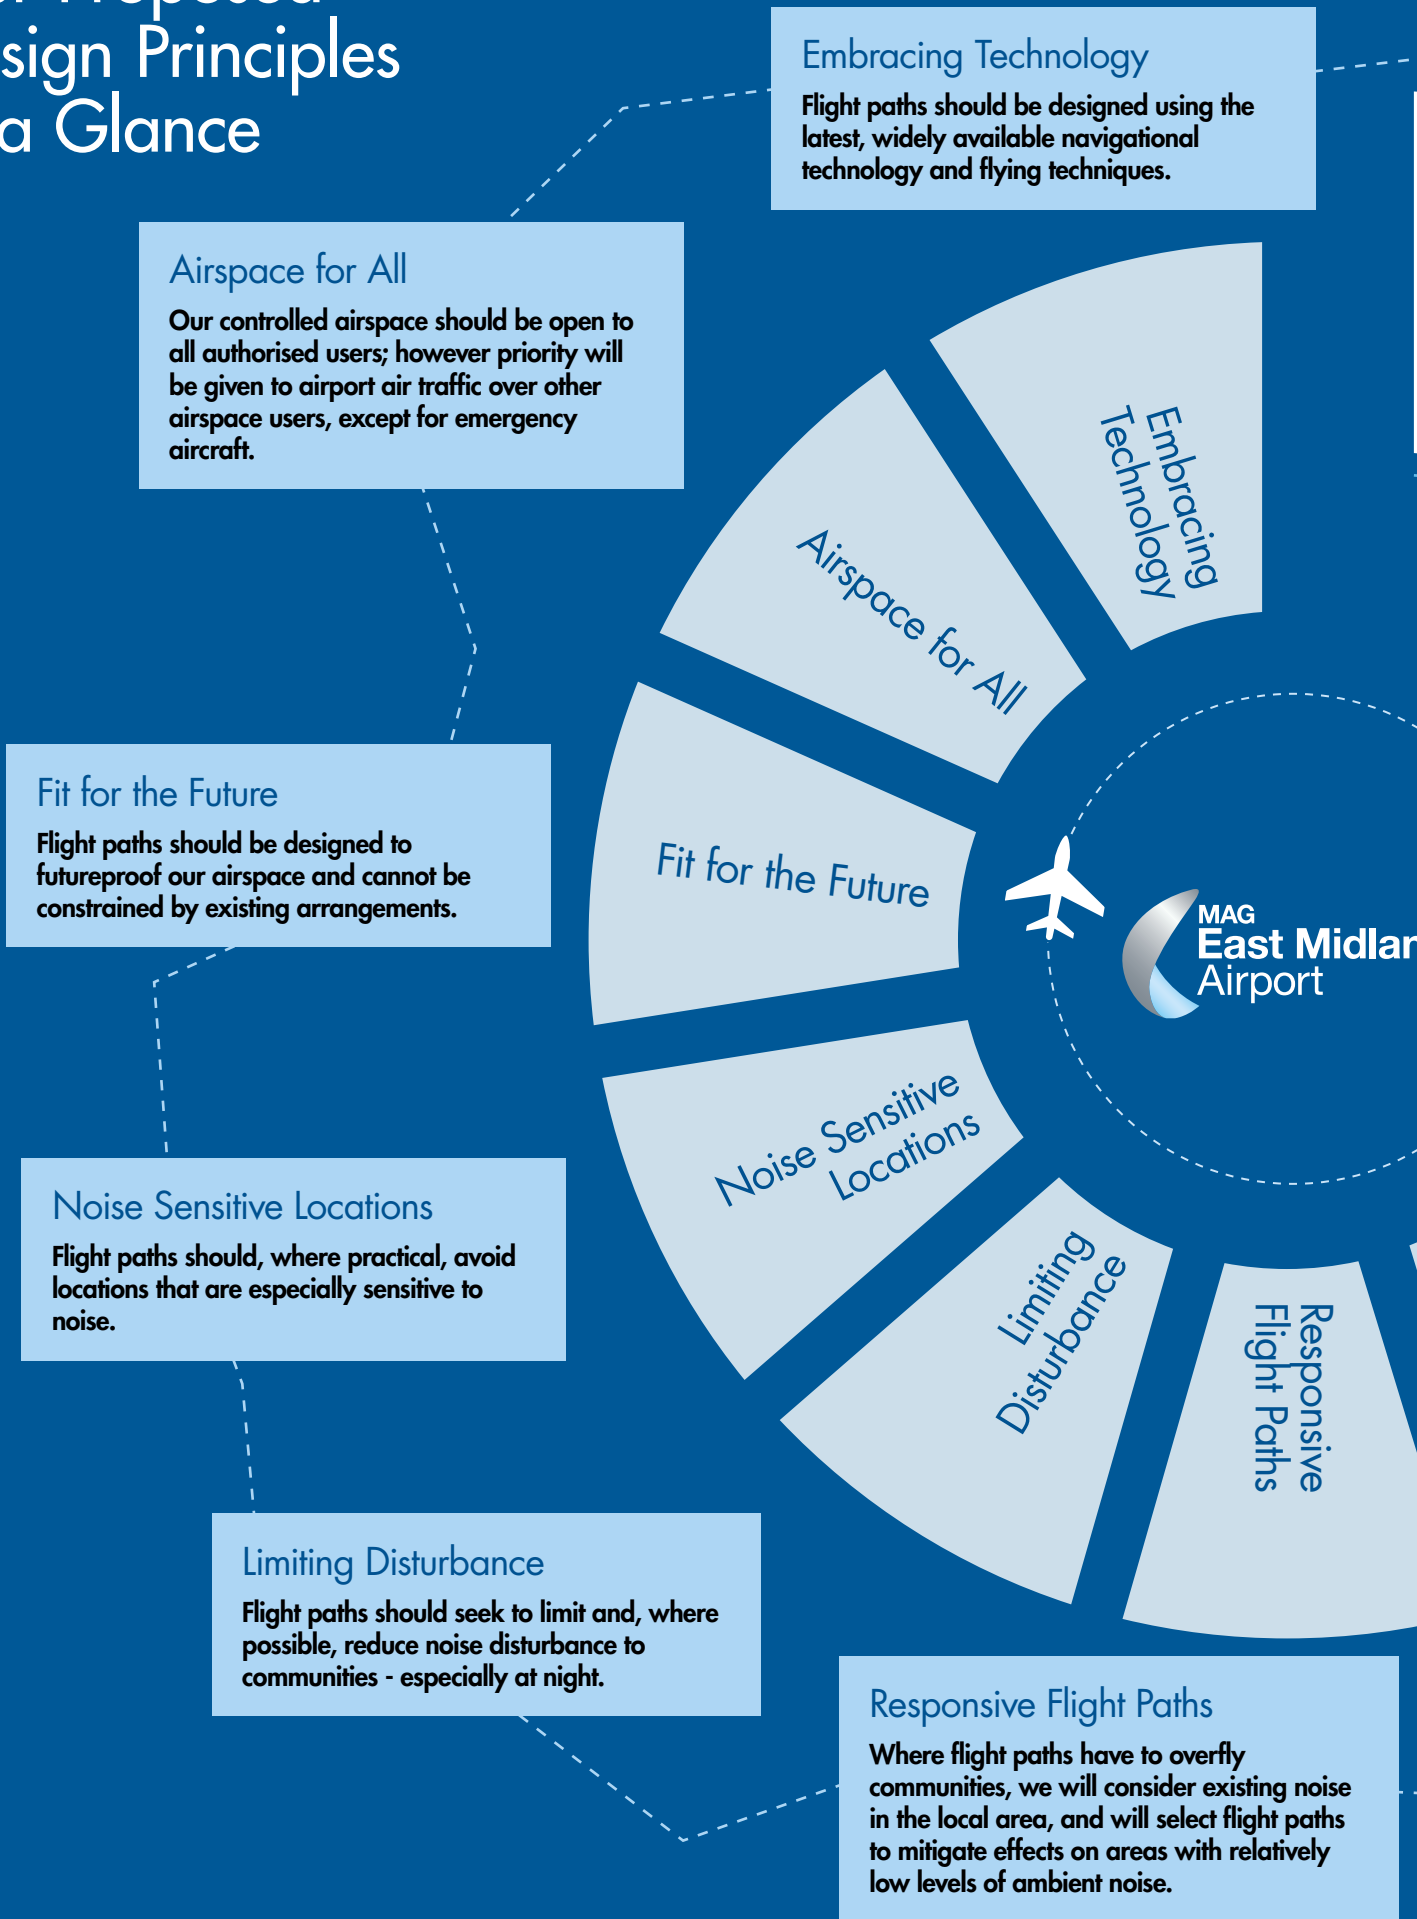 sign Principles
a Glance
Embracing Technology
Flight paths should be designed using the
latest, widely available navigational
technology and flying techniques.
Airspace for All
Our controlled airspace should be open to
all authorised users; however priority will
be given to airport air traffic over other
airspace users, except for emergency
aircraft.
Fit for the Future
Flight paths should be designed to
futureproof our airspace and cannot be
constrained by existing arrangements.
Noise Sensitive Locations
Flight paths should, where practical, avoid
locations that are especially sensitive to
noise.
Limiting Disturbance
Flight paths should seek to limit and, where
possible, reduce noise disturbance to
communities - especially at night.
Responsive Flight Paths
Where flight paths have to overfly
communities, we will consider existing noise
in the local area, and will select flight paths
to mitigate effects on areas with relatively
low levels of ambient noise.
Embracing
Technology
Airspace for All
Fit for the Future
Noise Sensitive
Locations
Limiting
Disturbance
Responsive
Flight Paths
MAG
East Midlan
Airport